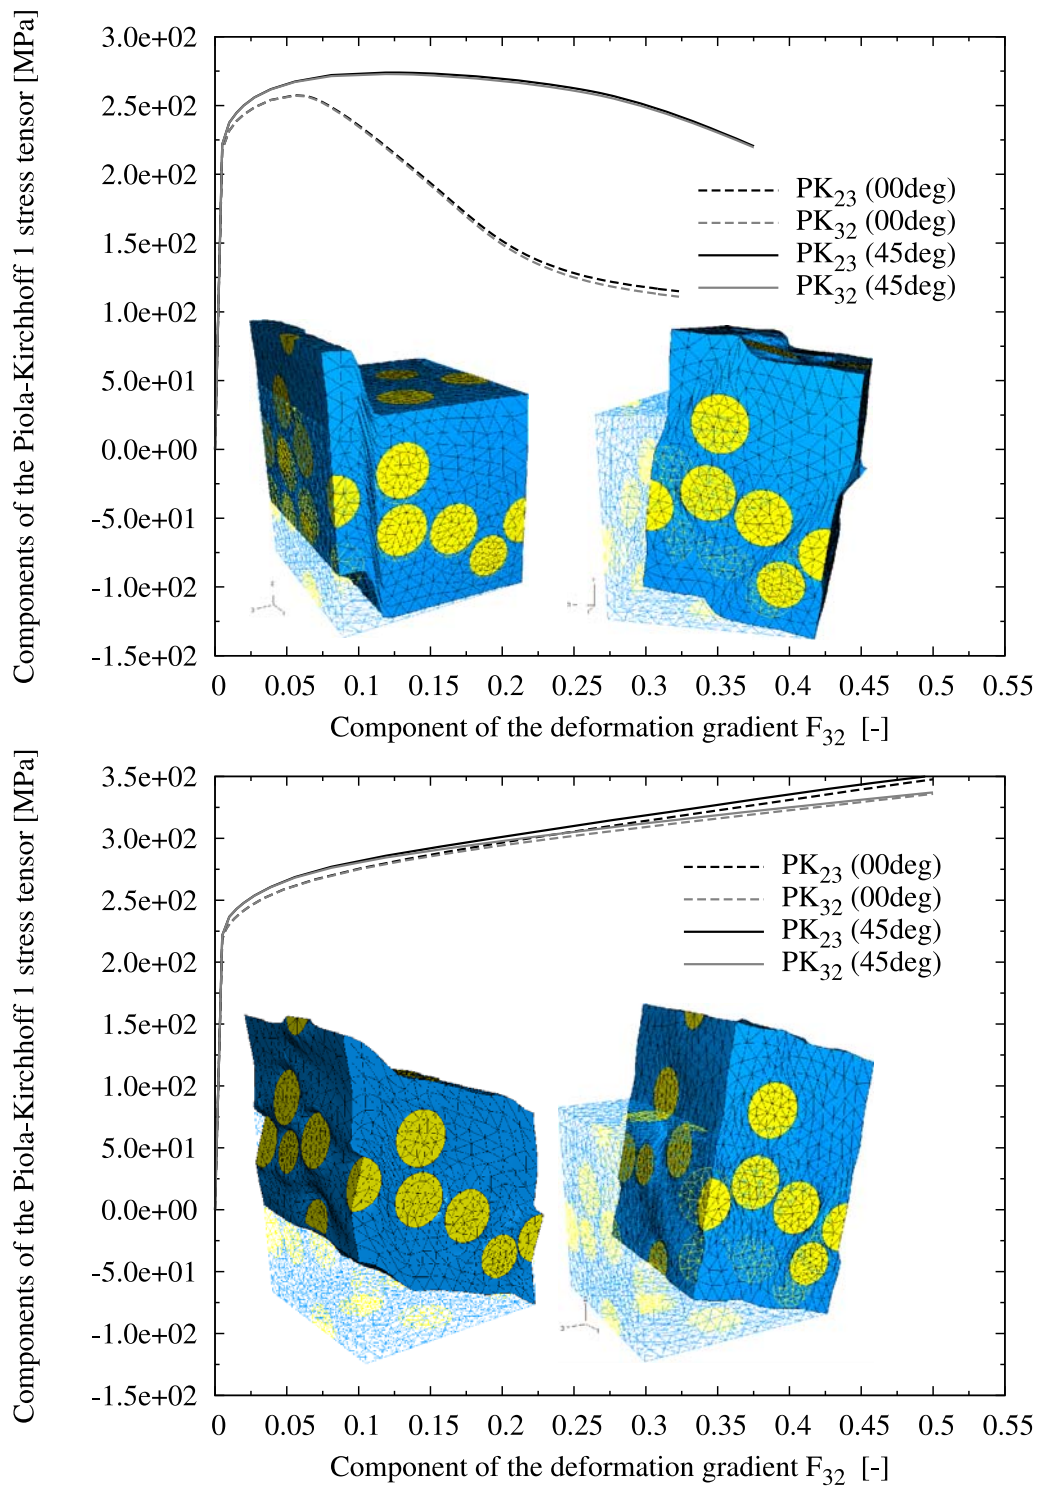 Components of the Piola-Kirchhoff 1 stress tensor [MPa]
3.0e+02
2.5e+02
2.0e+02
1.5e+02
1.0e+02
5.0e+01
0.0e+00
-5.0e+01
-1.0e+02
-1.5e+02
PK23 (00deg)
PK32 (00deg)
PK23 (45deg)
PK32 (45deg)
0 0.05 0.1 0.15 0.2 0.25 0.3 0.35 0.4 0.45 0.5 0.55
Component of the deformation gradient F32 [-]
Components of the Piola-Kirchhoff 1 stress tensor [MPa]
3.5e+02
3.0e+02
2.5e+02
2.0e+02
1.5e+02
1.0e+02
5.0e+01
0.0e+00
-5.0e+01
-1.0e+02
-1.5e+02
PK23 (00deg)
PK32 (00deg)
PK23 (45deg)
PK32 (45deg)
0 0.05 0.1 0.15 0.2 0.25 0.3 0.35 0.4 0.45 0.5 0.55
Component of the deformation gradient F32 [-]